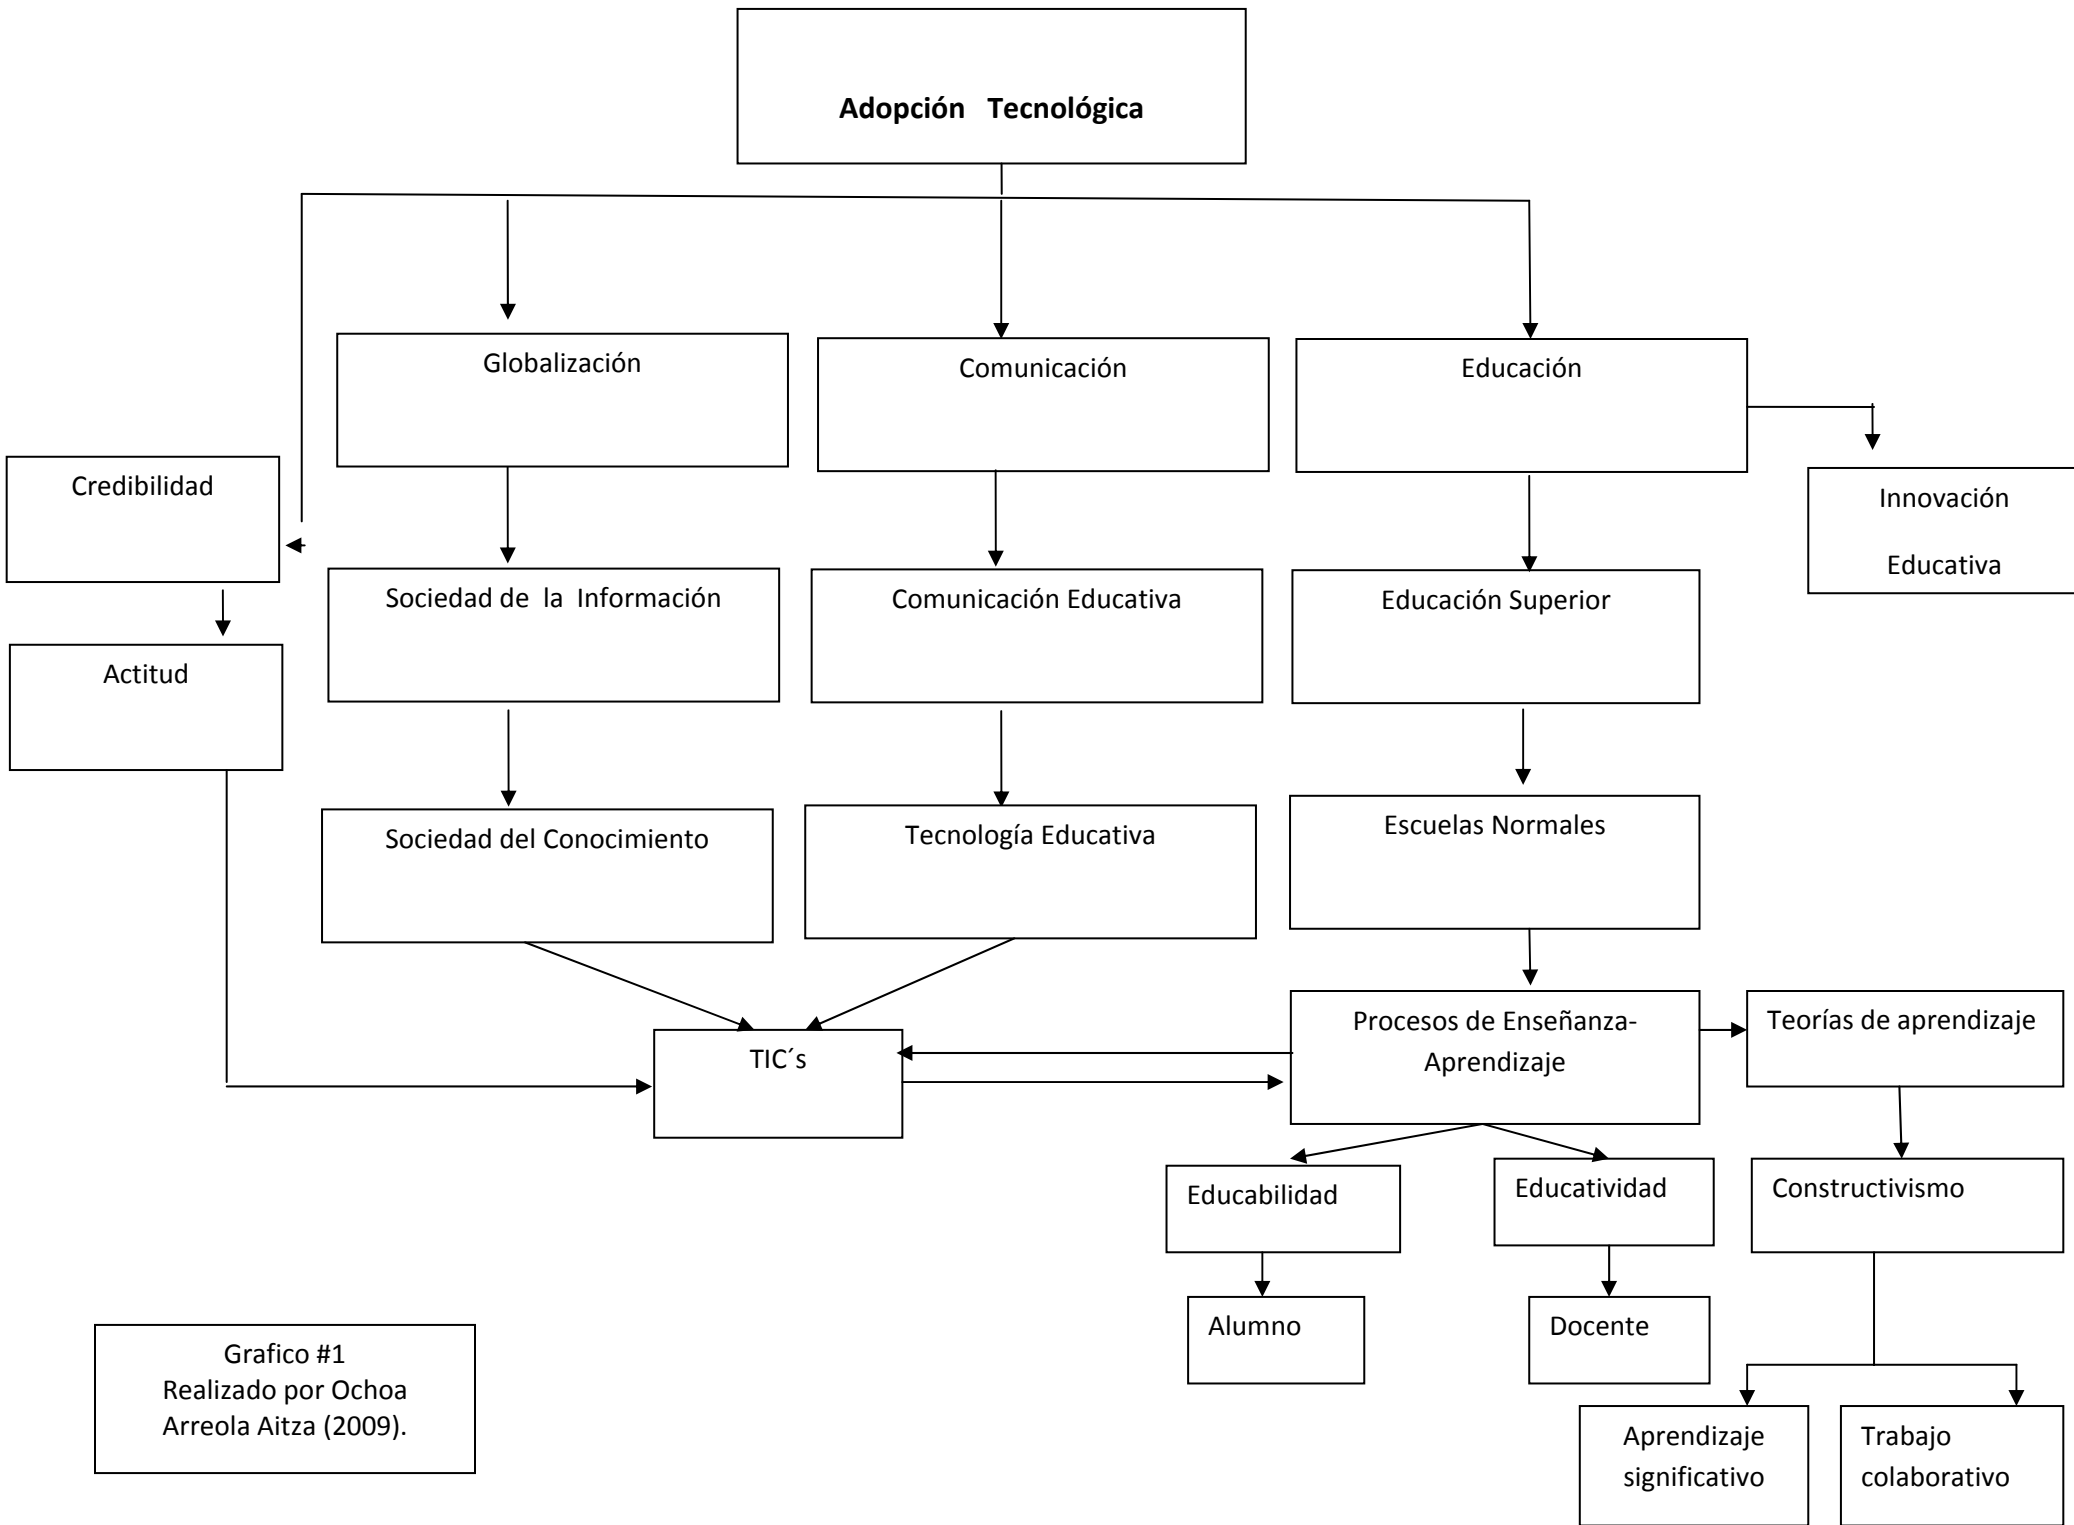 Adopción Tecnológica
Globalización
Comunicación
Educación
Credibilidad
Innovación
Educativa
Sociedad de la Información
Comunicación Educativa
Educación Superior
Actitud
Sociedad del Conocimiento
Tecnología Educativa
Escuelas Normales
TIC´s
Procesos de Enseñanza-
Aprendizaje
Teorías de aprendizaje
Educabilidad
Educatividad
Constructivismo
Alumno
Docente
Grafico #1
Realizado por Ochoa
Arreola Aitza (2009).
Aprendizaje
significativo
Trabajo
colaborativo